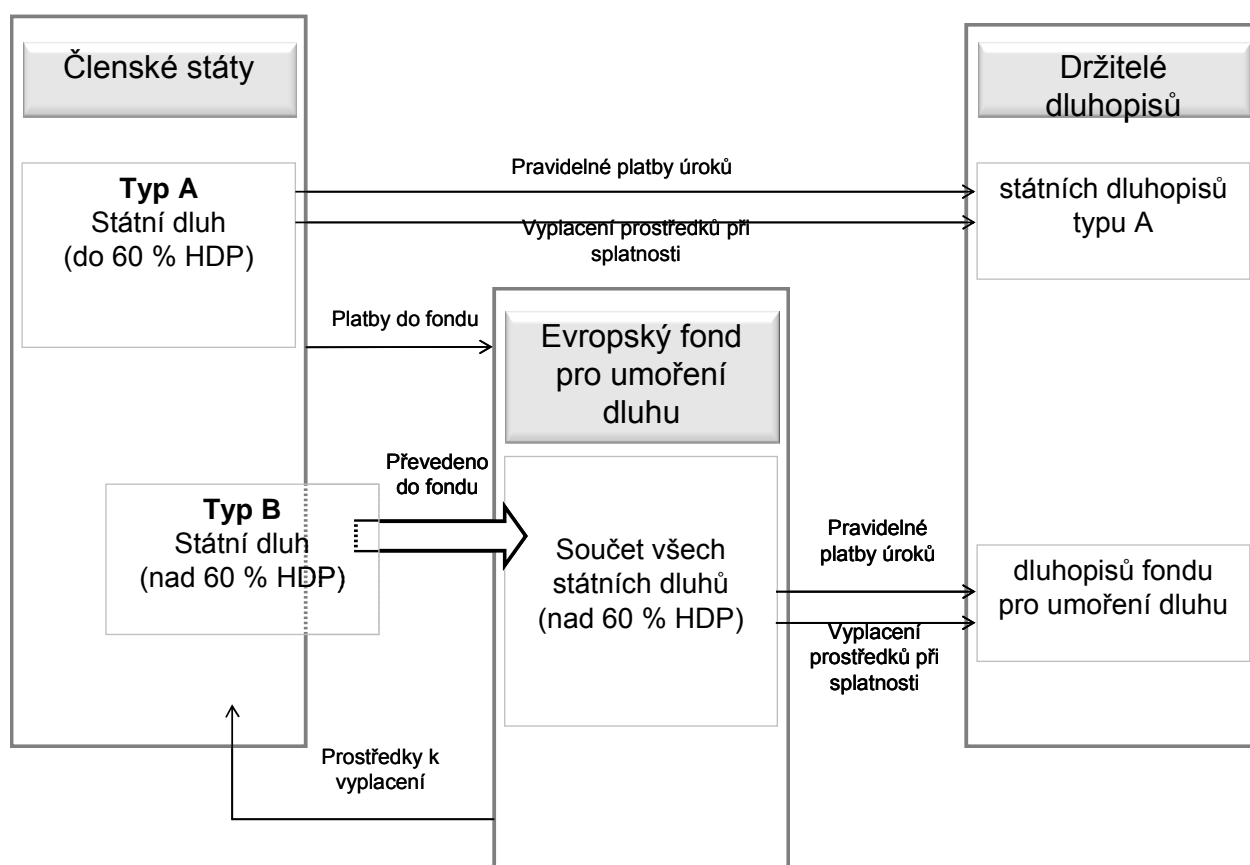 Členské státy
Typ A
Státní dluh
(do 60 % HDP)
Pravidelné platby úroků
Vyplacení prostředků při
splatnosti
Držitelé
dluhopisů
státních dluhopisů
typu A
Platby do fondu
Evropský fond
pro umoření
dluhu
Převedeno
do fondu
Typ B
Státní dluh
(nad 60 % HDP)
Součet všech
státních dluhů
(nad 60 % HDP)
Pravidelné
platby úroků
Vyplacení
prostředků při
splatnosti
dluhopisů fondu
pro umoření dluhu
Prostředky k
vyplacení